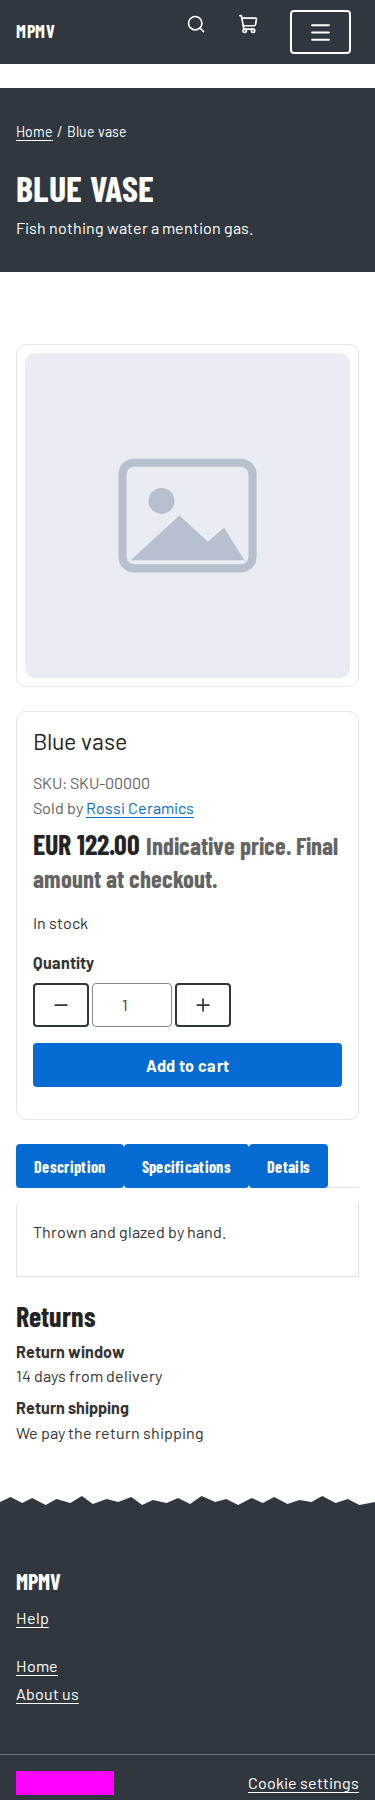 MPMV
Home / Blue vase
BLUE VASE
Fish nothing water a mention gas.
Blue vase
SKU: SKU-00000
Sold by Rossi Ceramics
EUR 122.00 Indicative price. Final
amount at checkout.
In stock
Quantity
1
Add to cart
Description Specifications Details
Thrown and glazed by hand.
Returns
Return window
14 days from delivery
Return shipping
We pay the return shipping
MPMV
Help
Home
About us
Cookie settings